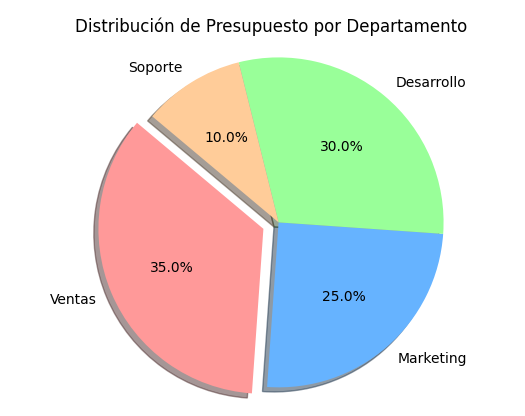 Distribución de Presupuesto por Departamento
Soporte
Desarrollo
10.0%
30.0%
35.0%
25.0%
Ventas
Marketing